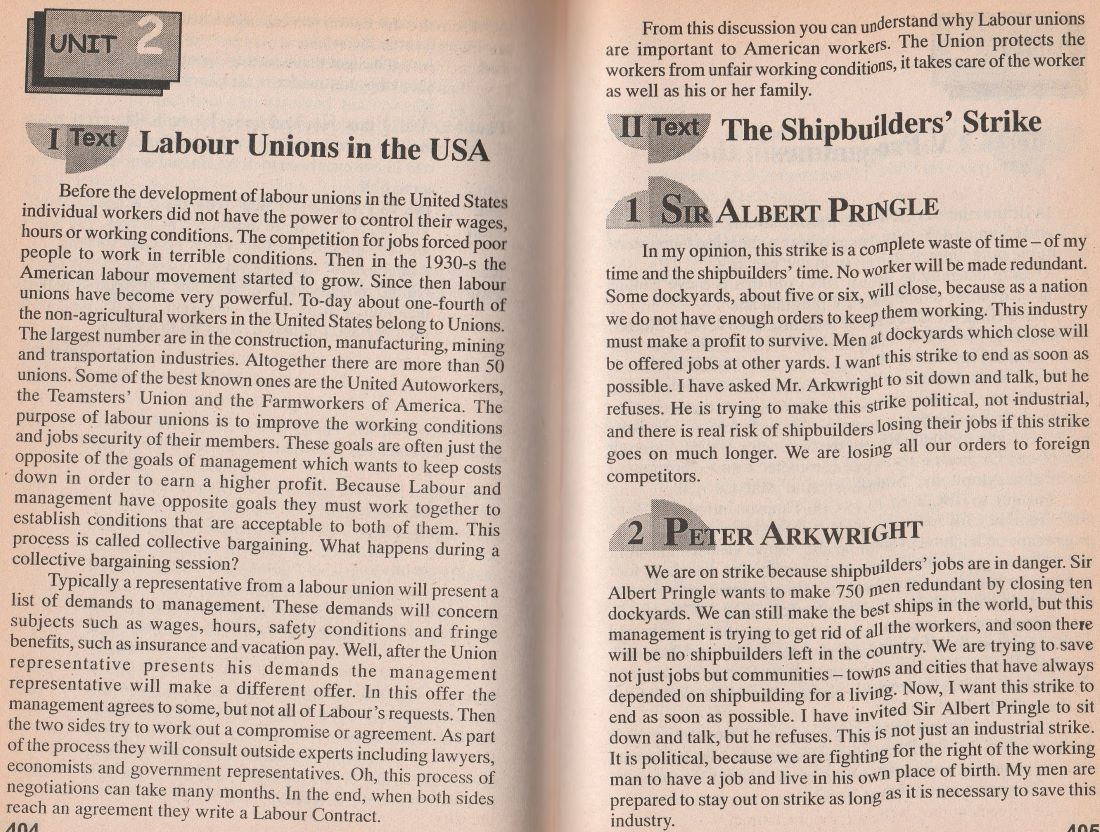 UNIT 2
I Text Labour Unions in the USA
Before the development of labour unions in the United States
individual workers did not have the power to control their wages,
hours or working conditions. The competition for jobs forced poor
people to work in terrible conditions. Then in the 1930-s the
American labour movement started to grow. Since then labour
unions have become very powerful. To-day about one-fourth of
the non-agricultural workers in the United States belong to Unions.
The largest number are in the construction, manufacturing, mining
and transportation industries. Altogether there are more than 50
unions. Some of the best known ones are the United Autoworkers,
the Teamsters' Union and the Farmworkers of America. The
purpose of labour unions is to improve the working conditions
and jobs security of their members. These goals are often just the
opposite of the goals of management which wants to keep costs
down in order to earn a higher profit. Because Labour and
management have opposite goals they must work together to
establish conditions that are acceptable to both of them. This
process is called collective bargaining. What happens during a
collective bargaining session?
Typically a representative from a labour union will present a
list of demands to management. These demands will concern
subjects such as wages, hours, safety conditions and fringe
benefits, such as insurance and vacation pay. Well, after the Union
representative presents his demands the management
representative will make a different offer. In this offer the
management agrees to some, but not all of Labour's requests. Then
the two sides try to work out a compromise or agreement. As part
of the process they will consult outside experts including lawyers,
economists and government representatives. Oh, this process of
negotiations can take many months. In the end, when both sides
reach an agreement they write a Labour Contract.
404
From this discussion you can understand why Labour unions
are important to American workers. The Union protects the
workers from unfair working conditions, it takes care of the worker
as well as his or her family.
II Text The Shipbuilders' Strike
1 SIR ALBERT PRINGLE
In my opinion, this strike is a complete waste of time – of my
time and the shipbuilders' time. No worker will be made redundant.
Some dockyards, about five or six, will close, because as a nation
we do not have enough orders to keep them working. This industry
must make a profit to survive. Men at dockyards which close will
be offered jobs at other yards. I want this strike to end as soon as
possible. I have asked Mr. Arkwright to sit down and talk, but he
refuses. He is trying to make this strike political, not industrial,
and there is real risk of shipbuilders losing their jobs if this strike
goes on much longer. We are losing all our orders to foreign
competitors.
2 PETER ARKWRIGHT
We are on strike because shipbuilders' jobs are in danger. Sir
Albert Pringle wants to make 750 men redundant by closing ten
dockyards. We can still make the best ships in the world, but this
management is trying to get rid of all the workers, and soon there
will be no shipbuilders left in the country. We are trying to save
not just jobs but communities – towns and cities that have always
depended on shipbuilding for a living. Now, I want this strike to
end as soon as possible. I have invited Sir Albert Pringle to sit
down and talk, but he refuses. This is not just an industrial strike.
It is political, because we are fighting for the right of the working
man to have a job and live in his own place of birth. My men are
prepared to stay out on strike as long as it is necessary to save this
industry.
405